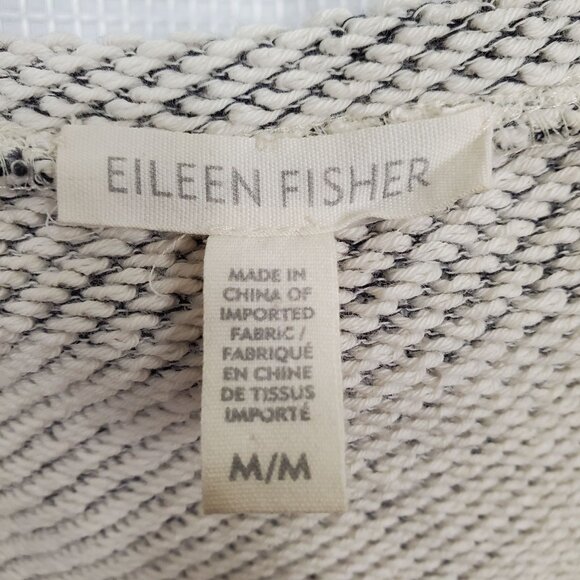 EILEEN FISHER
MADE IN
CHINA OF
IMPORTED
FABRIC /
FABRIQUÉ
EN CHINE
DE TISSUS
IMPORTÉ
M/M